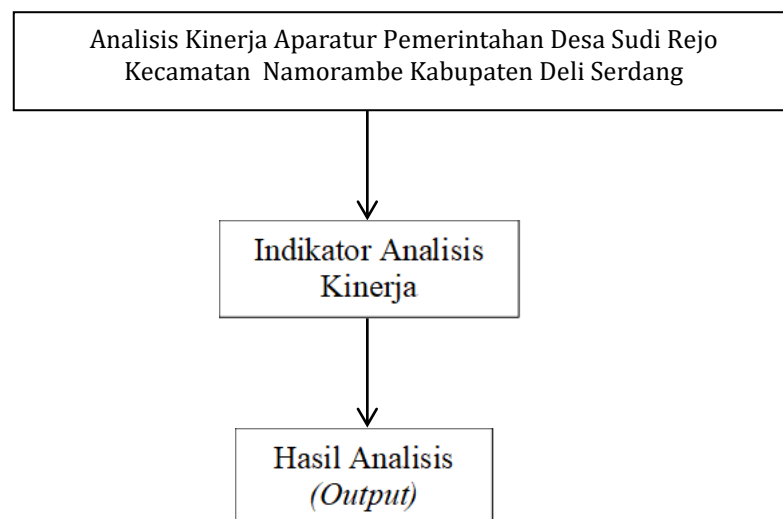 Analisis Kinerja Aparatur Pemerintahan Desa Sudi Rejo
Kecamatan Namorambe Kabupaten Deli Serdang
Indikator Analisis
Kinerja
Hasil Analisis
(Output)